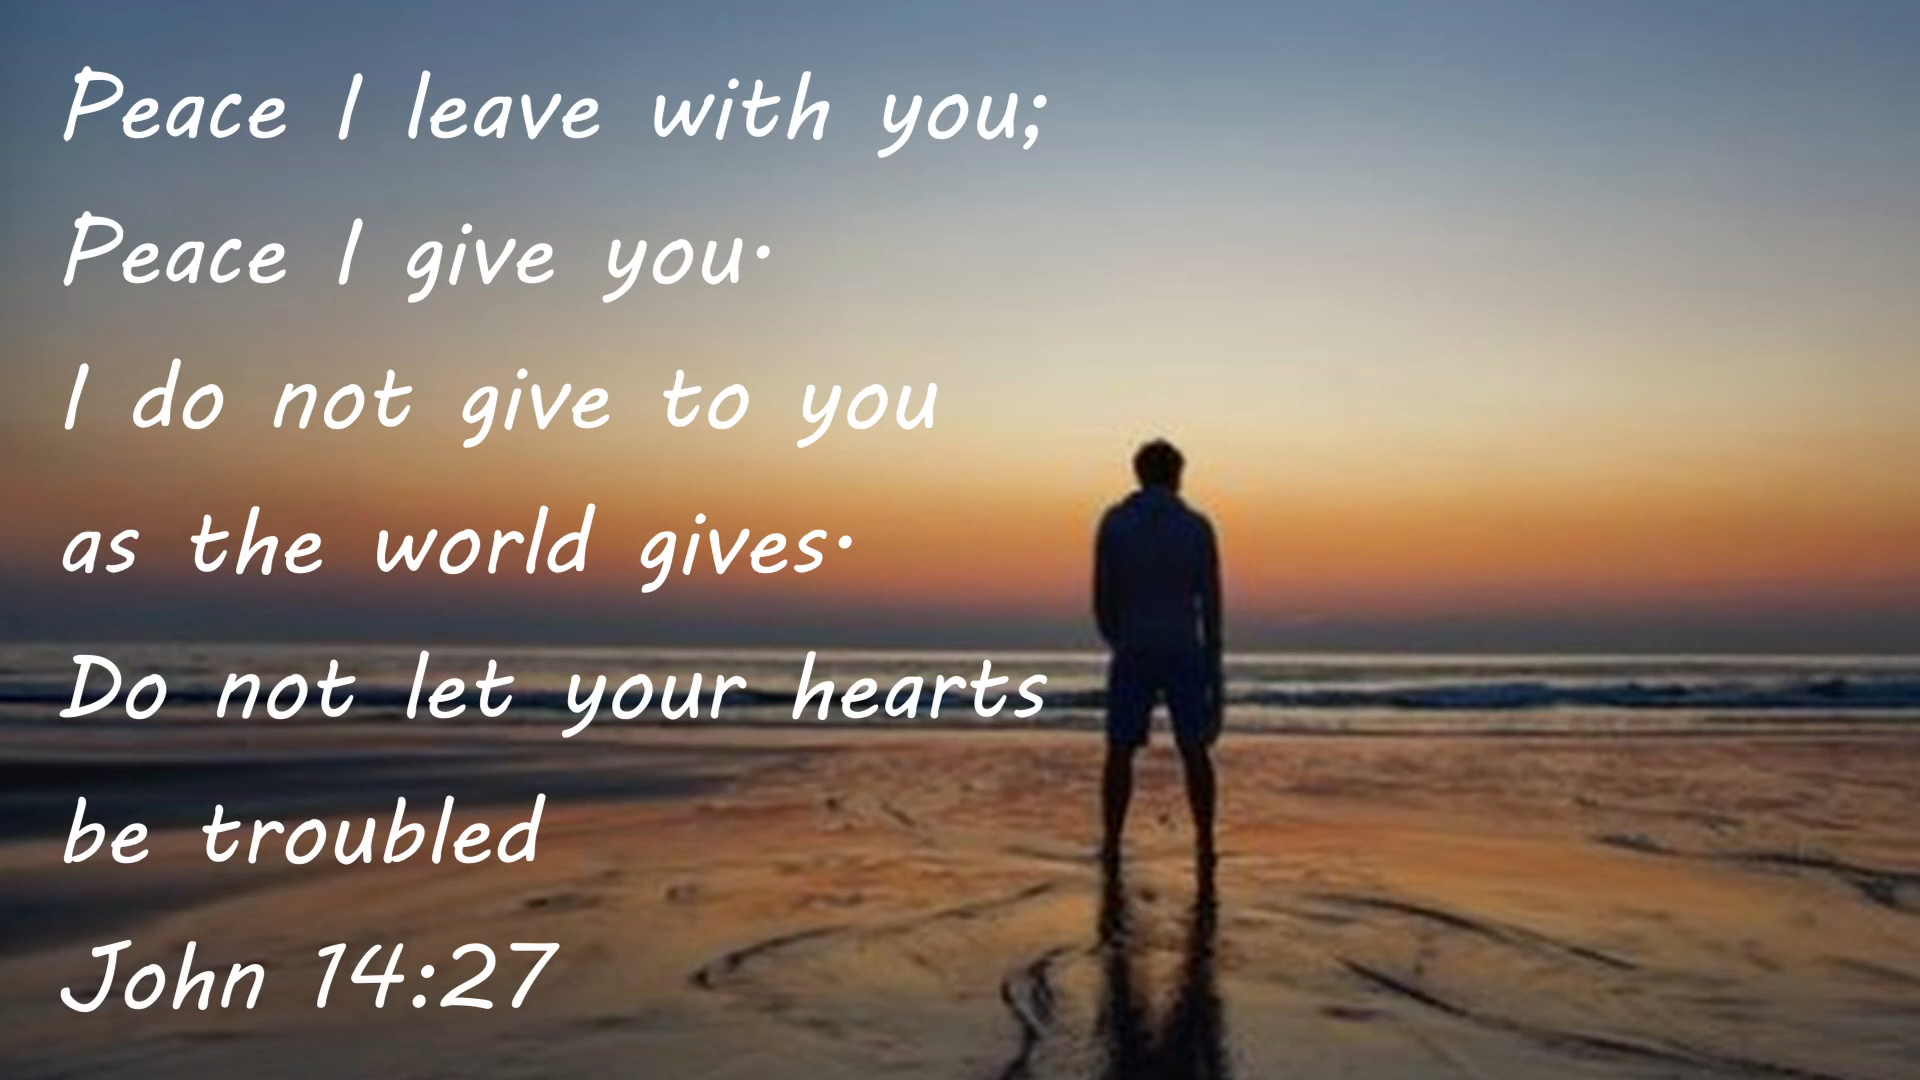 Peace I leave with you;
Peace I give you.
I do not give to you
as the world gives.
Do not let your hearts
be troubled
John 14:27